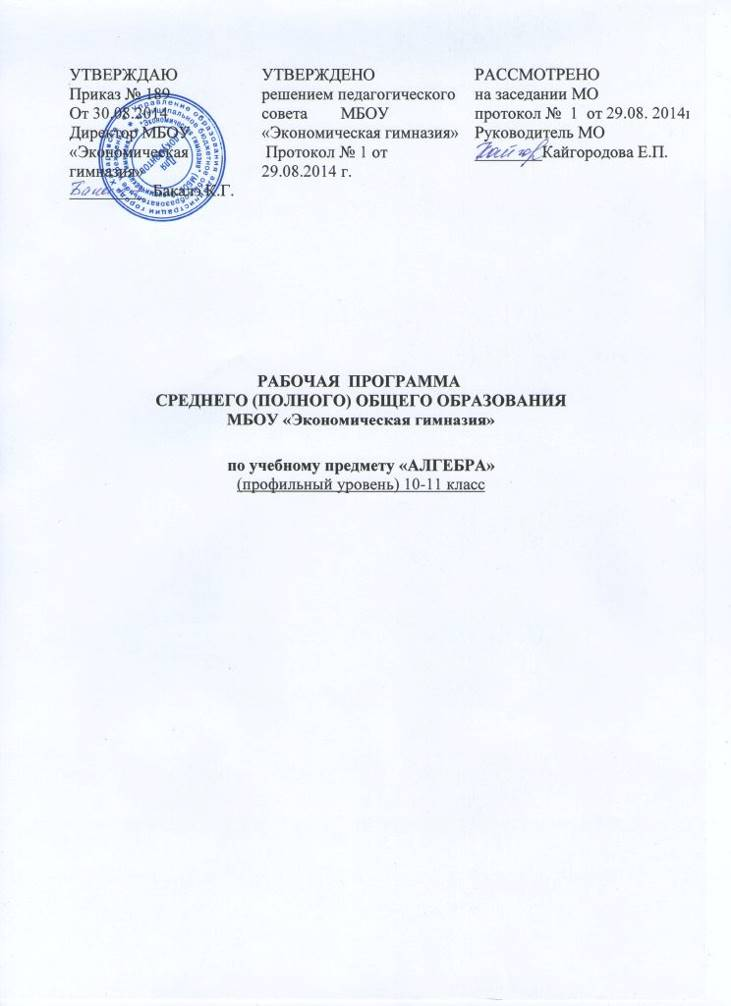 УТВЕРЖДАЮ
Приказ № 189
От 30.08.2014
Директор МБОУ
«Экономическая
гимназия»
Бакалэ К.Г.
УТВЕРЖДЕНО
решением педагогического
совета МБОУ
«Экономическая гимназия»
Протокол № 1 от
29.08.2014 г.
РАССМОТРЕНО
на заседании МО
протокол № 1 от 29.08. 2014г
Руководитель МО
Кайгородова Е.П.
РАБОЧАЯ ПРОГРАММА
СРЕДНЕГО (ПОЛНОГО) ОБЩЕГО ОБРАЗОВАНИЯ
МБОУ «Экономическая гимназия»
по учебному предмету «АЛГЕБРА»
(профильный уровень) 10-11 класс